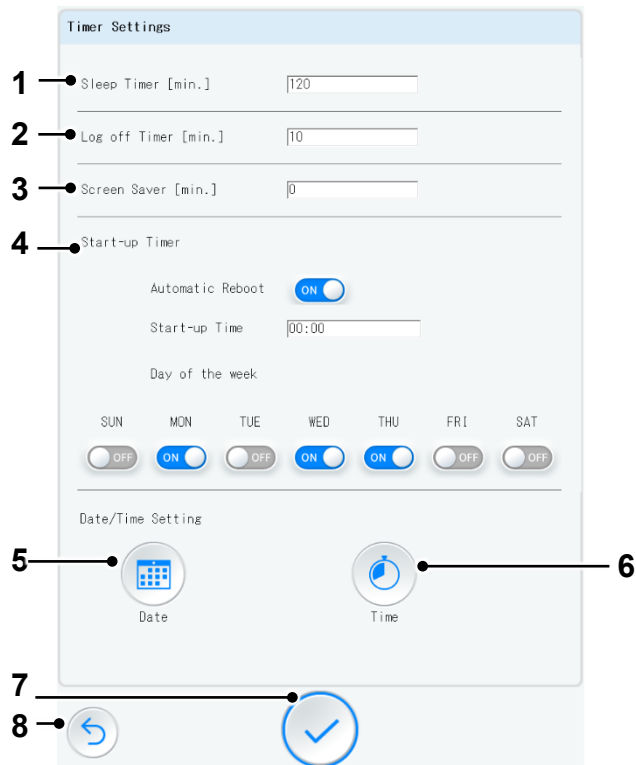 Timer Settings
1 Sleep Timer [min.] 120
2 Log off Timer [min.] 10
3 Screen Saver [min.] 0
4 Start-up Timer
Automatic Reboot ON
Start-up Time 00:00
Day of the week
SUN MON TUE WED THU FRI SAT
OFF ON OFF ON ON OFF OFF
Date/Time Setting
5 6
Date Time
7
8